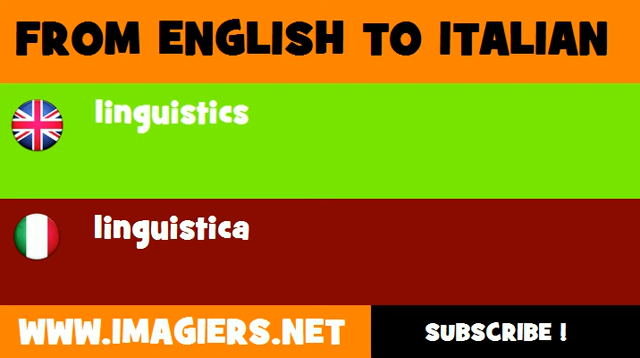 FROM ENGLISH TO ITALIAN
linguistics
linguistica
WWW.IMAGIERS.NET
SUBSCRIBE !